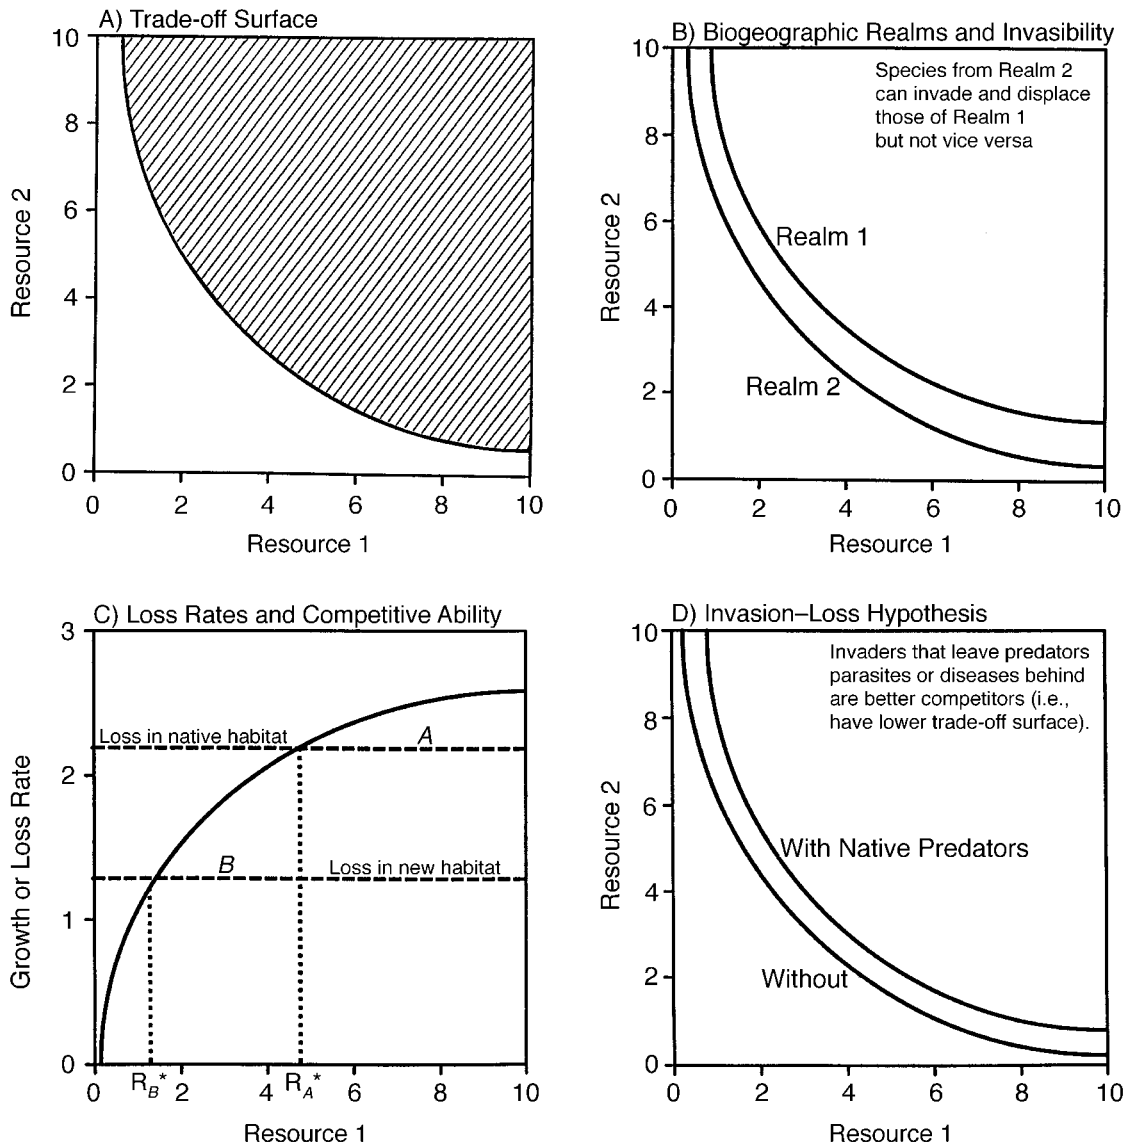 A) Trade-off Surface
10
8
6
4
2
0
Resource 2
0 2 4 6 8 10
Resource 1
B) Biogeographic Realms and Invasibility
Species from Realm 2
can invade and displace
those of Realm 1
but not vice versa
10
8
6
4
2
0
Resource 2
Realm 1
Realm 2
0 2 4 6 8 10
Resource 1
C) Loss Rates and Competitive Ability
3
2
1
0
Growth or Loss Rate
Loss in native habitat
A
B
Loss in new habitat
0 R_B* 2 4 R_A* 6 8 10
Resource 1
D) Invasion–Loss Hypothesis
Invaders that leave predators
parasites or diseases behind
are better competitors (i.e.,
have lower trade-off surface).
10
8
6
4
2
0
Resource 2
With Native Predators
Without
0 2 4 6 8 10
Resource 1